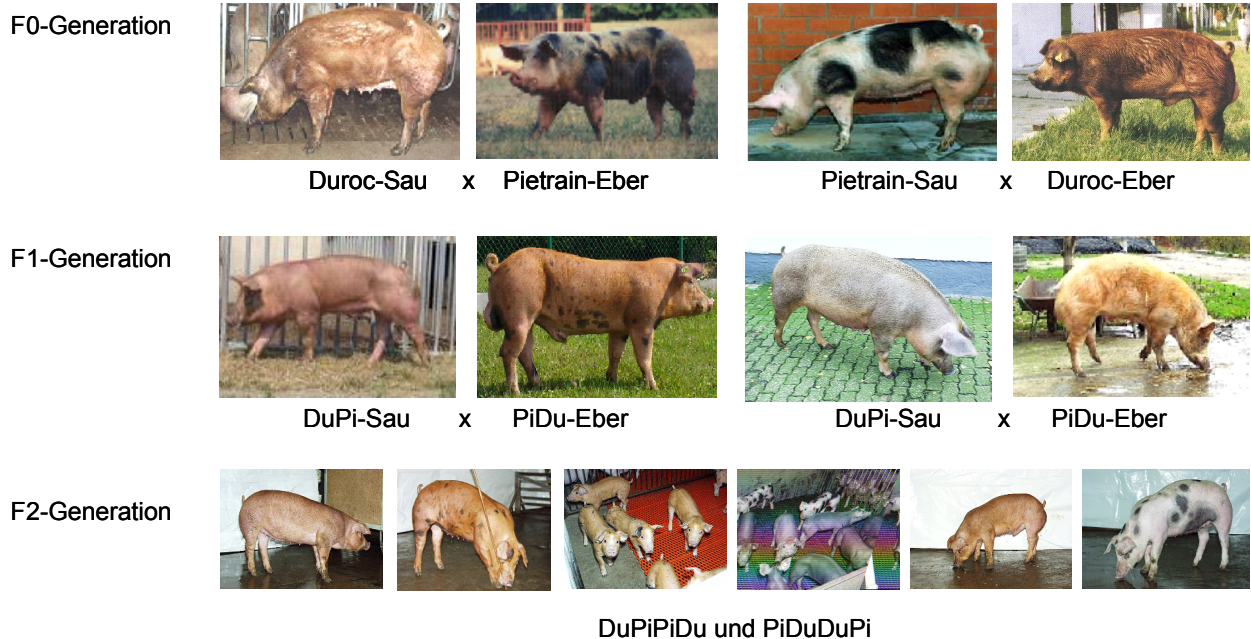 F0-Generation
Duroc-Sau x Pietrain-Eber
Pietrain-Sau x Duroc-Eber
F1-Generation
DuPi-Sau x PiDu-Eber
DuPi-Sau x PiDu-Eber
F2-Generation
DuPiPiDu und PiDuDuPi